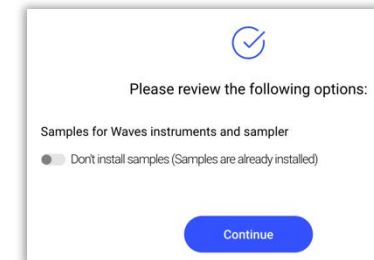 Please review the following options:
Samples for Waves instruments and sampler
Don't install samples (Samples are already installed)
Continue